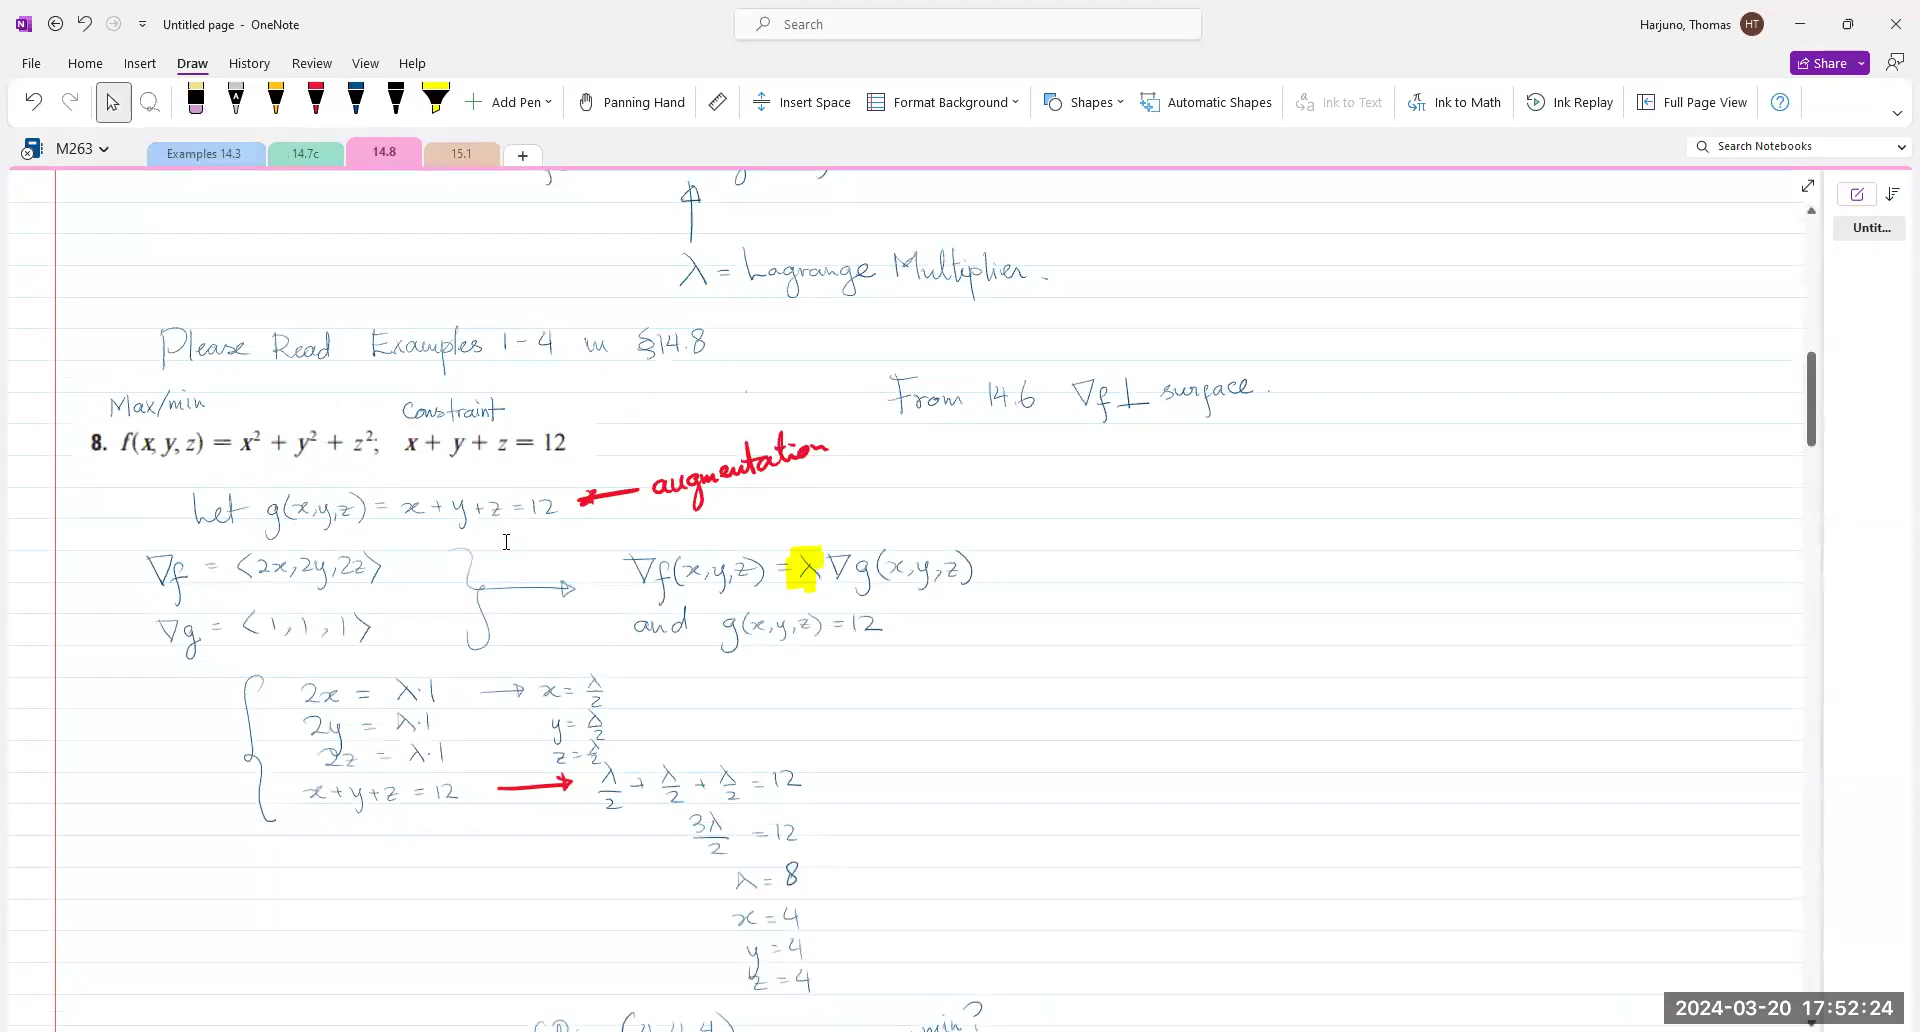 Untitled page - OneNote
Search
Harjuno, Thomas HT
File Home Insert Draw History Review View Help
Share
Add Pen Panning Hand Insert Space Format Background Shapes Automatic Shapes Ink to Text Ink to Math Ink Replay Full Page View
M263 Examples 14.3 14.7c 14.8 15.1 +
Search Notebooks
Untit...
λ = Lagrange Multiplier.
Please Read Examples 1-4 in §14.8
From 14.6 ∇f ⊥ surface.
Max/min Constraint
8. f(x, y, z) = x² + y² + z²; x + y + z = 12
augmentation
Let g(x,y,z) = x + y + z = 12
∇f = <2x, 2y, 2z>
∇f(x,y,z) = λ∇g(x,y,z)
∇g = <1, 1, 1>
and g(x,y,z) = 12
2x = λ·1 → x = λ/2
2y = λ·1 y = λ/2
2z = λ·1 z = λ/2
x + y + z = 12 → λ/2 + λ/2 + λ/2 = 12
3λ/2 = 12
λ = 8
x = 4
y = 4
z = 4
min?
2024-03-20 17:52:24